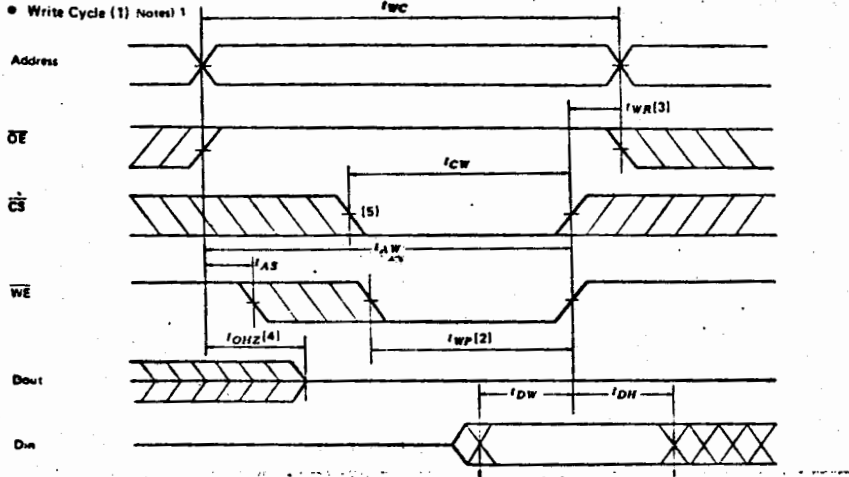 ● Write Cycle (1) Notes) 1
tWC
Address
tWR(3)
OE
tCW
CS
(5)
tAW
tAS
WE
tOHZ(4)
tWP(2)
Dout
tDW
tDH
Din